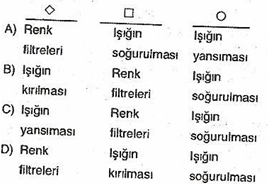 A) Renk Işığın Işığın
filtreleri soğurulması yansıması
B) Işığın Renk Işığın
kırılması filtreleri soğurulması
C) Işığın Renk Işığın
yansıması filtreleri soğurulması
D) Renk Işığın Işığın
filtreleri kırılması soğurulması